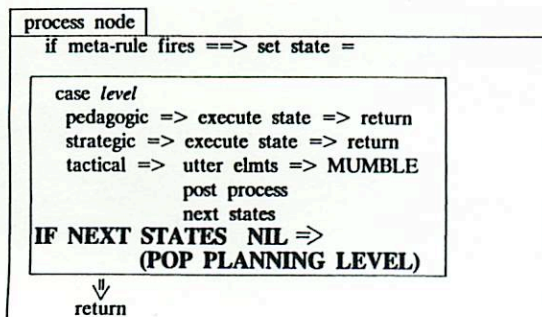 process node
if meta-rule fires ==> set state =
case level
pedagogic => execute state => return
strategic => execute state => return
tactical => utter elmts => MUMBLE
post process
next states
IF NEXT STATES NIL =>
(POP PLANNING LEVEL)
return